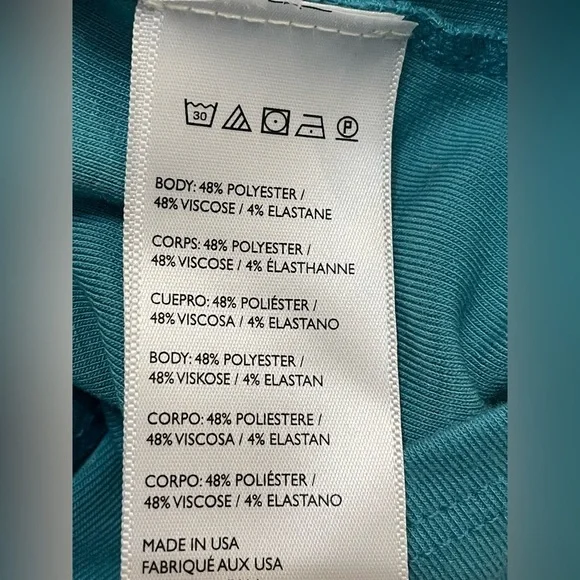 30
P
BODY: 48% POLYESTER /
48% VISCOSE / 4% ELASTANE
CORPS: 48% POLYESTER /
48% VISCOSE / 4% ÉLASTHANNE
CUEPRO: 48% POLIÉSTER /
48% VISCOSA / 4% ELASTANO
BODY: 48% POLYESTER /
48% VISKOSE / 4% ELASTAN
CORPO: 48% POLIESTERE /
48% VISCOSA / 4% ELASTAN
CORPO: 48% POLIÉSTER /
48% VISCOSE / 4% ELASTANO
MADE IN USA
FABRIQUÉ AUX USA